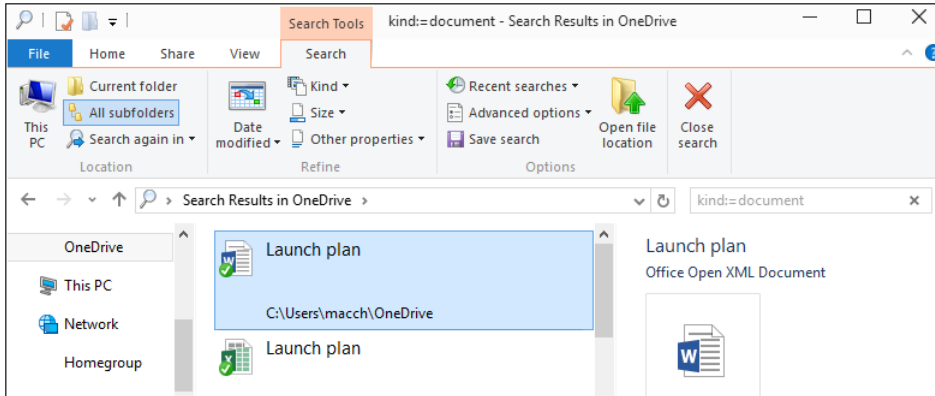 Search Tools
kind:=document - Search Results in OneDrive
File
Home
Share
View
Search
This
PC
Current folder
All subfolders
Search again in
Location
Date
modified
Kind
Size
Other properties
Refine
Recent searches
Advanced options
Save search
Options
Open file
location
Close
search
Search Results in OneDrive
kind:=document
OneDrive
This PC
Network
Homegroup
Launch plan
C:\Users\macch\OneDrive
Launch plan
Launch plan
Office Open XML Document